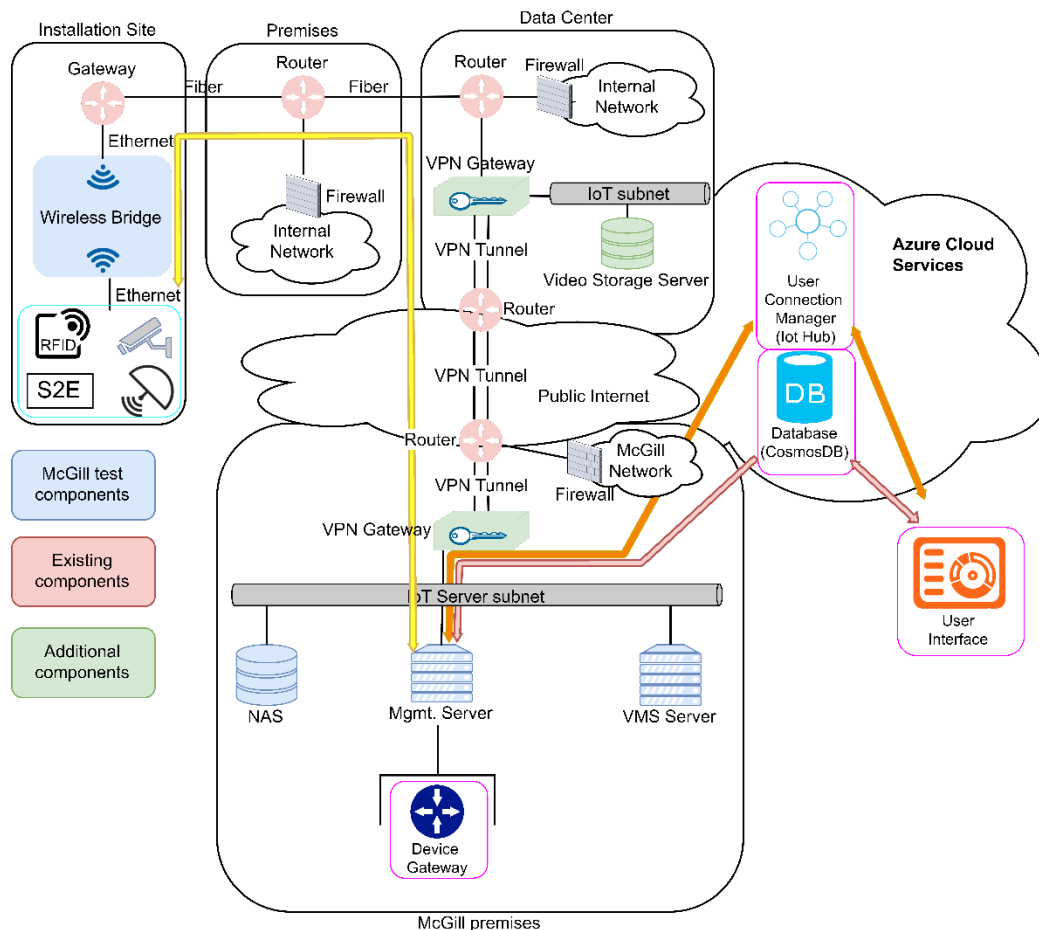 Installation Site
Premises
Data Center
Gateway
Router
Router
Firewall
Fiber
Fiber
Internal
Network
Ethernet
Wireless Bridge
Ethernet
RFID
S2E
Firewall
Internal
Network
VPN Gateway
IoT subnet
VPN Tunnel
Video Storage Server
Router
VPN Tunnel
Public Internet
Azure Cloud
Services
User
Connection
Manager
(Iot Hub)
DB
Database
(CosmosDB)
User
Interface
McGill test
components
Existing
components
Additional
components
Router
McGill
Network
Firewall
VPN Tunnel
VPN Gateway
IoT Server subnet
NAS
Mgmt. Server
VMS Server
Device
Gateway
McGill premises